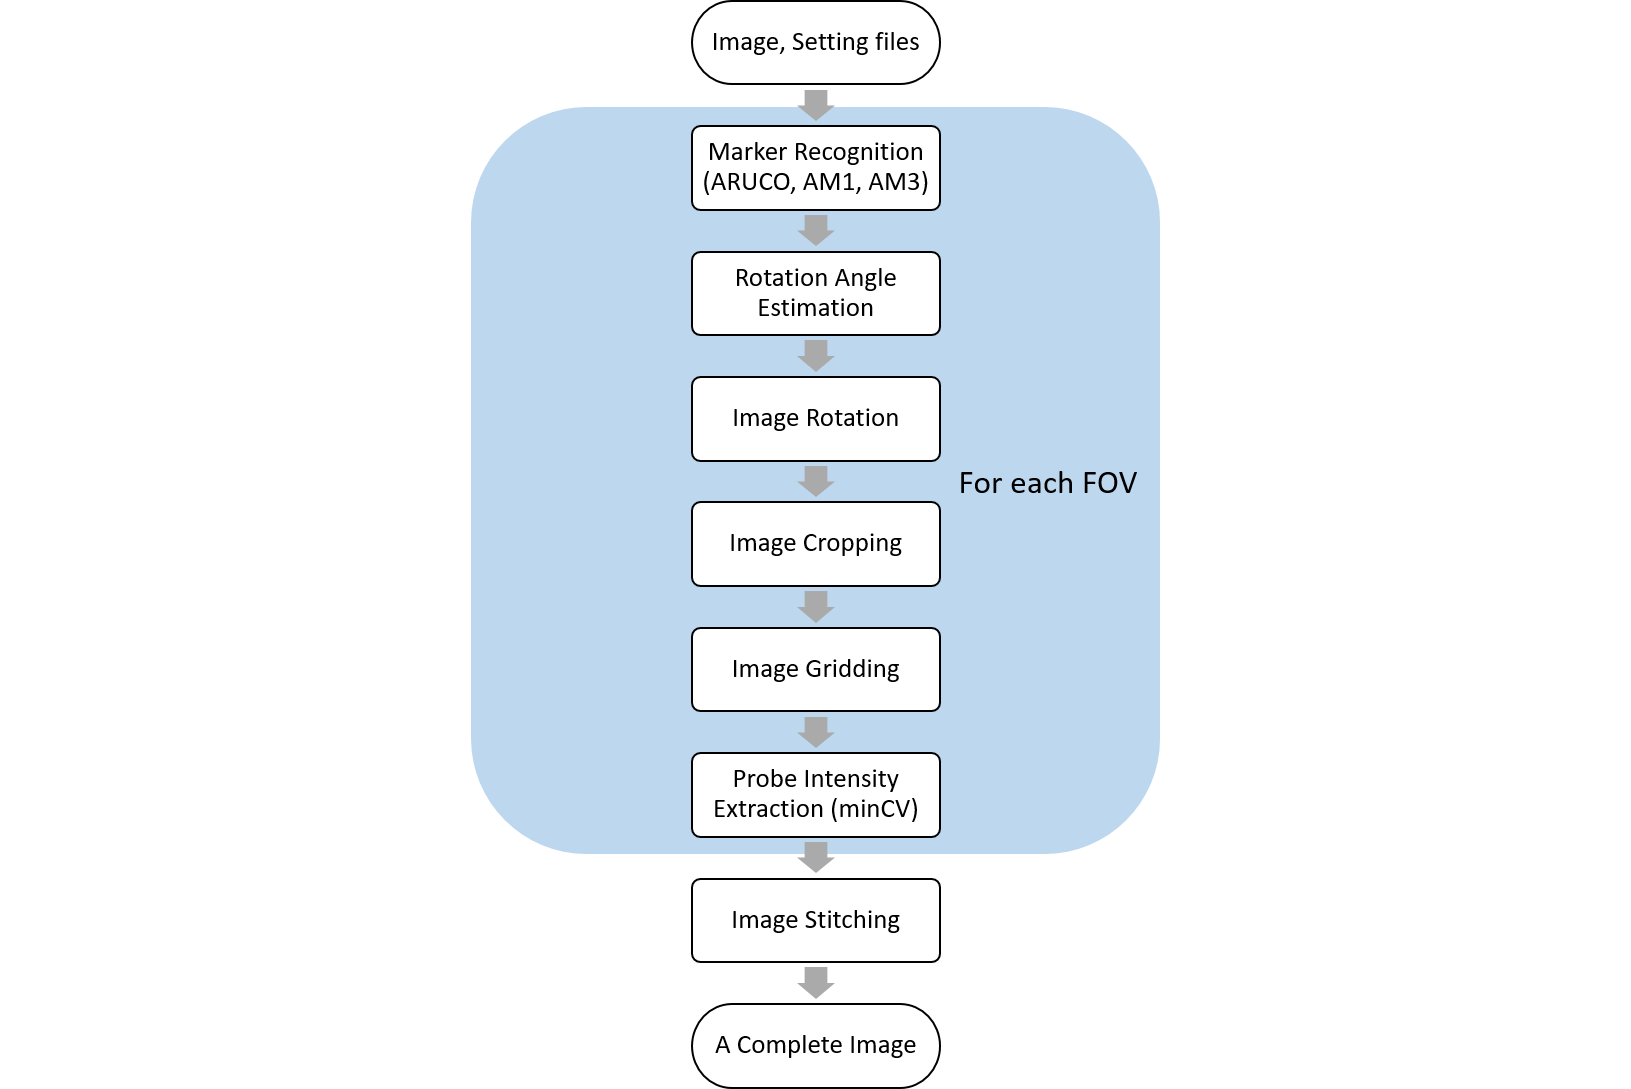 Image, Setting files
Marker Recognition
(ARUCO, AM1, AM3)
Rotation Angle
Estimation
Image Rotation
For each FOV
Image Cropping
Image Gridding
Probe Intensity
Extraction (minCV)
Image Stitching
A Complete Image